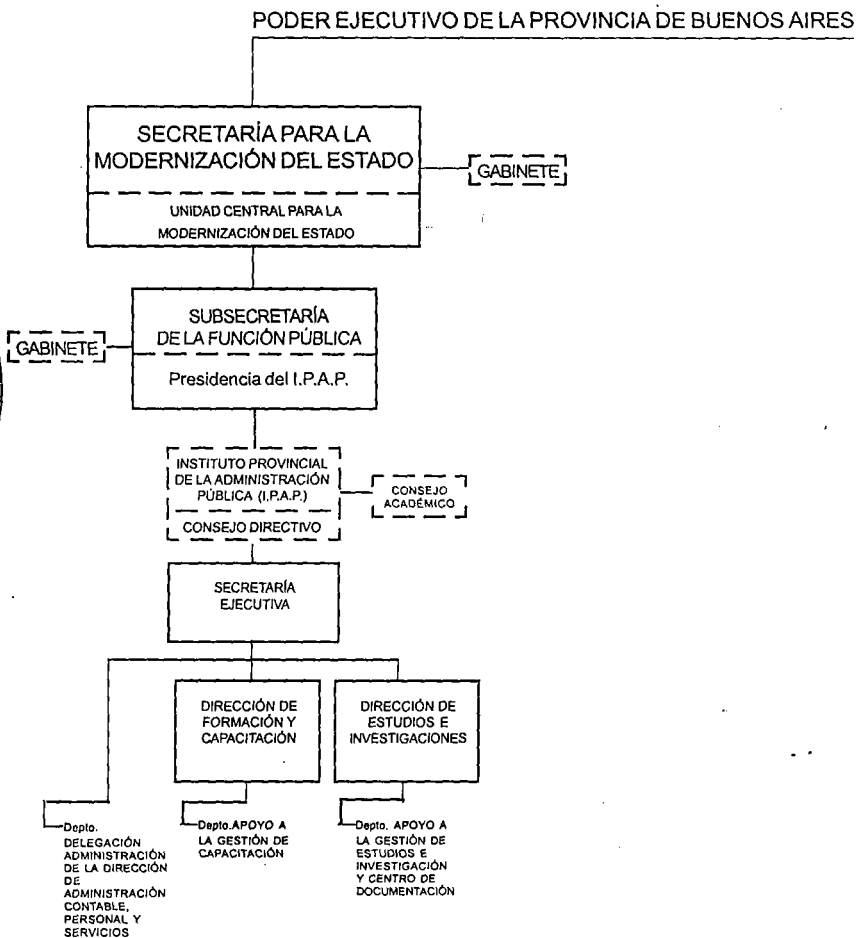 PODER EJECUTIVO DE LA PROVINCIA DE BUENOS AIRES
SECRETARÍA PARA LA
MODERNIZACIÓN DEL ESTADO
GABINETE
UNIDAD CENTRAL PARA LA
MODERNIZACIÓN DEL ESTADO
SUBSECRETARÍA
DE LA FUNCIÓN PÚBLICA
GABINETE
Presidencia del I.P.A.P.
INSTITUTO PROVINCIAL
DE LA ADMINISTRACIÓN
PÚBLICA (I.P.A.P.)
CONSEJO
ACADÉMICO
CONSEJO DIRECTIVO
SECRETARÍA
EJECUTIVA
DIRECCIÓN DE
FORMACIÓN Y
CAPACITACIÓN
DIRECCIÓN DE
ESTUDIOS E
INVESTIGACIONES
Depto.
DELEGACIÓN
ADMINISTRACIÓN
DE LA DIRECCIÓN
DE
ADMINISTRACIÓN
CONTABLE,
PERSONAL Y
SERVICIOS
Depto. APOYO A
LA GESTIÓN DE
CAPACITACIÓN
Depto. APOYO A
LA GESTIÓN DE
ESTUDIOS E
INVESTIGACIÓN
Y CENTRO DE
DOCUMENTACIÓN